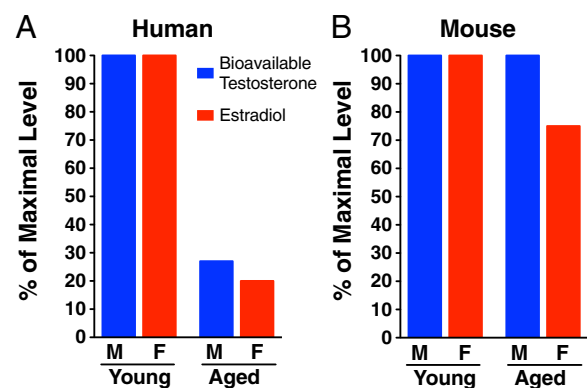 A
Human
% of Maximal Level
100
90
80
70
60
50
40
30
20
10
0
Bioavailable
Testosterone
Estradiol
M F M F
Young Aged
B
Mouse
% of Maximal Level
100
90
80
70
60
50
40
30
20
10
0
M F M F
Young Aged